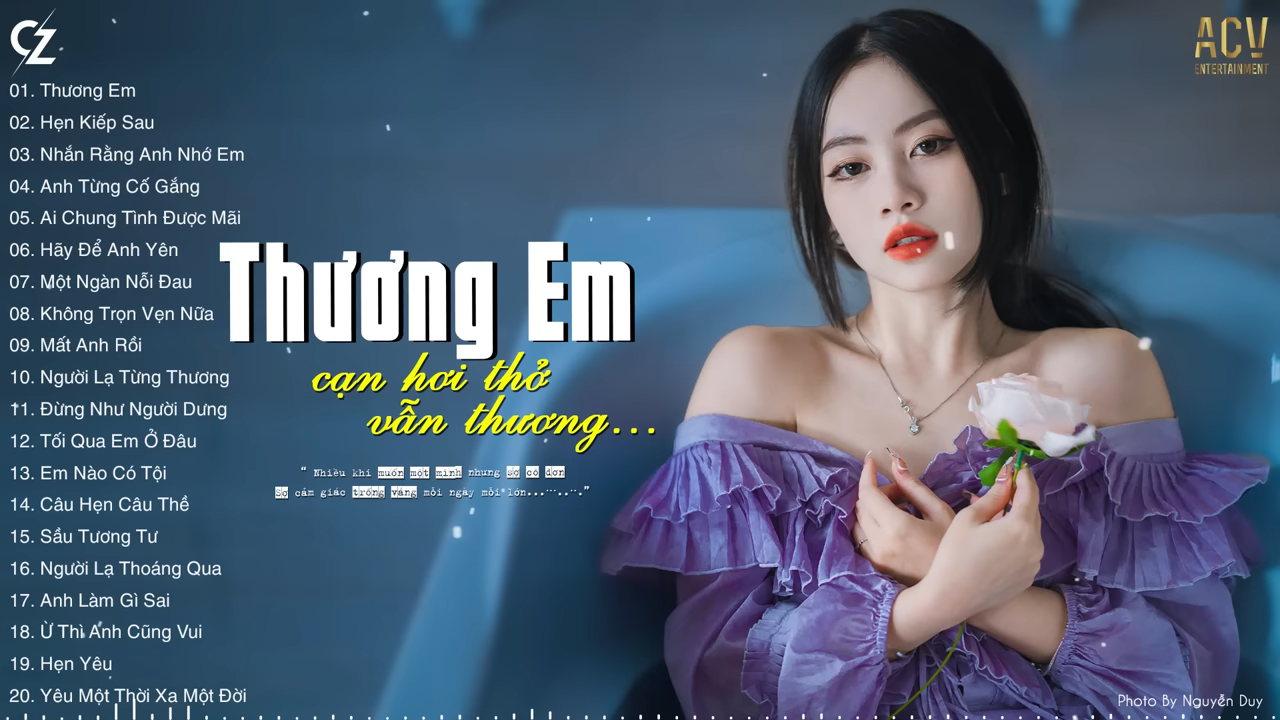 CZ
ACV
ENTERTAINMENT
01. Thương Em
02. Hẹn Kiếp Sau
03. Nhắn Rằng Anh Nhớ Em
04. Anh Từng Cố Gắng
05. Ai Chung Tình Được Mãi
06. Hãy Để Anh Yên
07. Một Ngàn Nỗi Đau
08. Không Trọn Vẹn Nữa
09. Mất Anh Rồi
10. Người Lạ Từng Thương
11. Đừng Như Người Dưng
12. Tối Qua Em Ở Đâu
13. Em Nào Có Tội
14. Câu Hẹn Câu Thề
15. Sầu Tương Tư
16. Người Lạ Thoáng Qua
17. Anh Làm Gì Sai
18. Ừ Thì Anh Cũng Vui
19. Hẹn Yêu
20. Yêu Một Thời Xa Một Đời
Thương Em
cạn hơi thở
vẫn thương...
“ Nhiều khi muốn một mình nhưng sợ cô đơn
Sợ cảm giác trống vắng mỗi ngày mỗi lớn...”
Photo By Nguyễn Duy